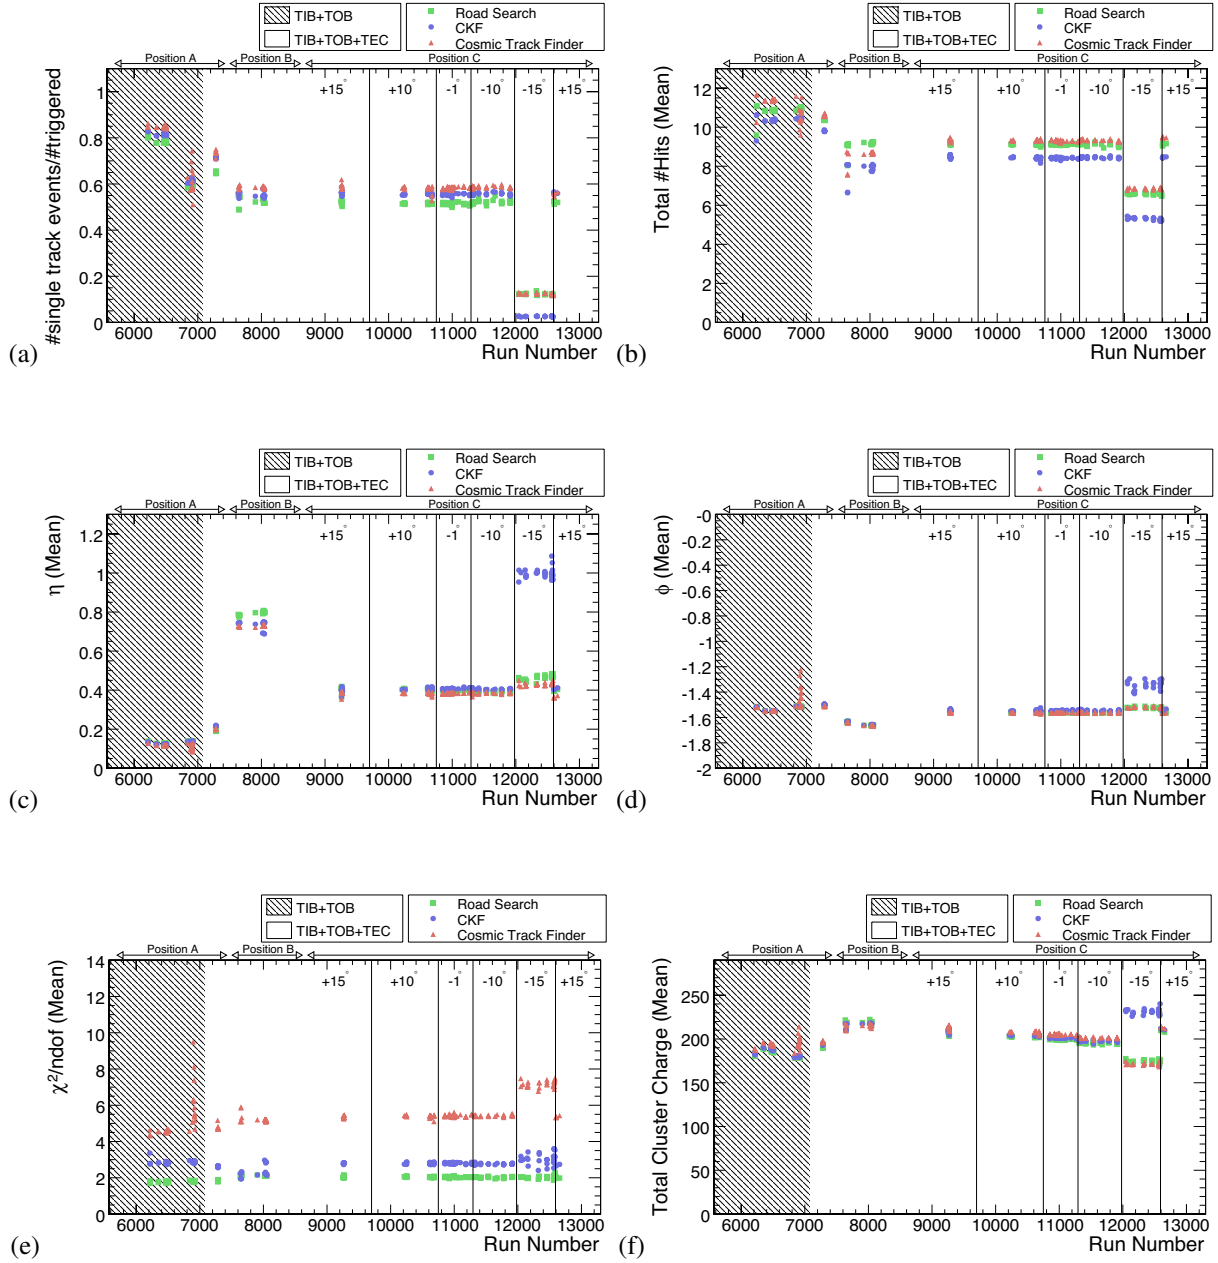 TIB+TOB
TIB+TOB+TEC
Road Search
CKF
Cosmic Track Finder
Position A
Position B
Position C
+15°
+10°
-1°
-10°
-15°
+15°
#single track events/#triggered
1
0.8
0.6
0.4
0.2
0
6000 7000 8000 9000 10000 11000 12000 13000
Run Number
(a)
TIB+TOB
TIB+TOB+TEC
Road Search
CKF
Cosmic Track Finder
Position A
Position B
Position C
+15°
+10°
-1°
-10°
-15°
+15°
Total #Hits (Mean)
12
10
8
6
4
2
0
6000 7000 8000 9000 10000 11000 12000 13000
Run Number
(b)
TIB+TOB
TIB+TOB+TEC
Road Search
CKF
Cosmic Track Finder
Position A
Position B
Position C
+15°
+10°
-1°
-10°
-15°
+15°
η (Mean)
1.2
1
0.8
0.6
0.4
0.2
0
6000 7000 8000 9000 10000 11000 12000 13000
Run Number
(c)
TIB+TOB
TIB+TOB+TEC
Road Search
CKF
Cosmic Track Finder
Position A
Position B
Position C
+15°
+10°
-1°
-10°
-15°
+15°
ϕ (Mean)
-0
-0.2
-0.4
-0.6
-0.8
-1
-1.2
-1.4
-1.6
-1.8
-2
6000 7000 8000 9000 10000 11000 12000 13000
Run Number
(d)
TIB+TOB
TIB+TOB+TEC
Road Search
CKF
Cosmic Track Finder
Position A
Position B
Position C
+15°
+10°
-1°
-10°
-15°
+15°
χ²/ndof (Mean)
14
12
10
8
6
4
2
0
6000 7000 8000 9000 10000 11000 12000 13000
Run Number
(e)
TIB+TOB
TIB+TOB+TEC
Road Search
CKF
Cosmic Track Finder
Position A
Position B
Position C
+15°
+10°
-1°
-10°
-15°
+15°
Total Cluster Charge (Mean)
250
200
150
100
50
0
6000 7000 8000 9000 10000 11000 12000 13000
Run Number
(f)